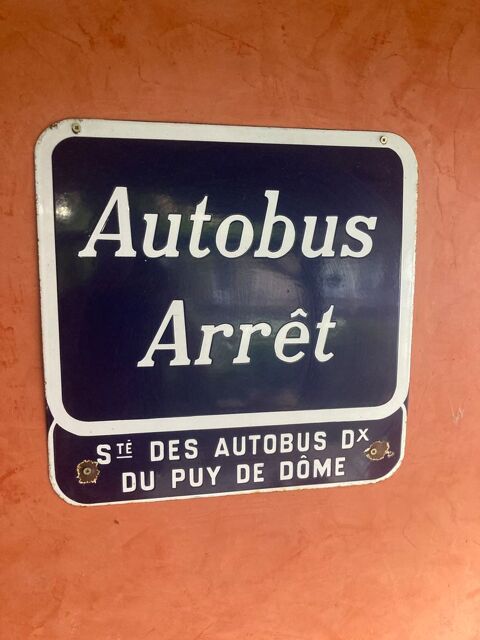 Autobus
Arrêt
STÉ DES AUTOBUS DX
DU PUY DE DÔME